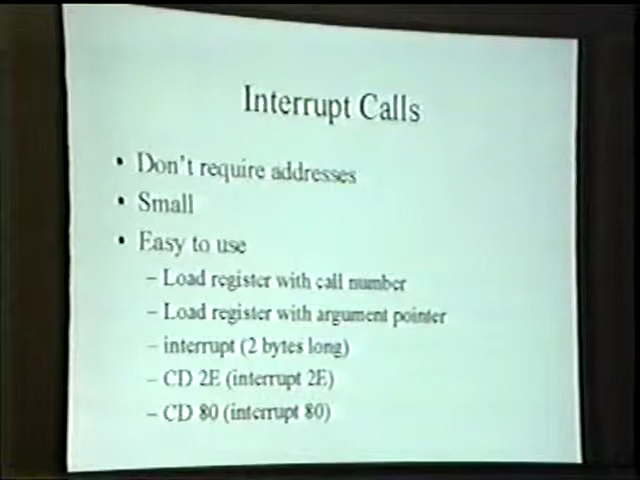 Interrupt Calls
• Don't require addresses
• Small
• Easy to use
– Load register with call number
– Load register with argument pointer
– interrupt (2 bytes long)
– CD 2E (interrupt 2E)
– CD 80 (interrupt 80)